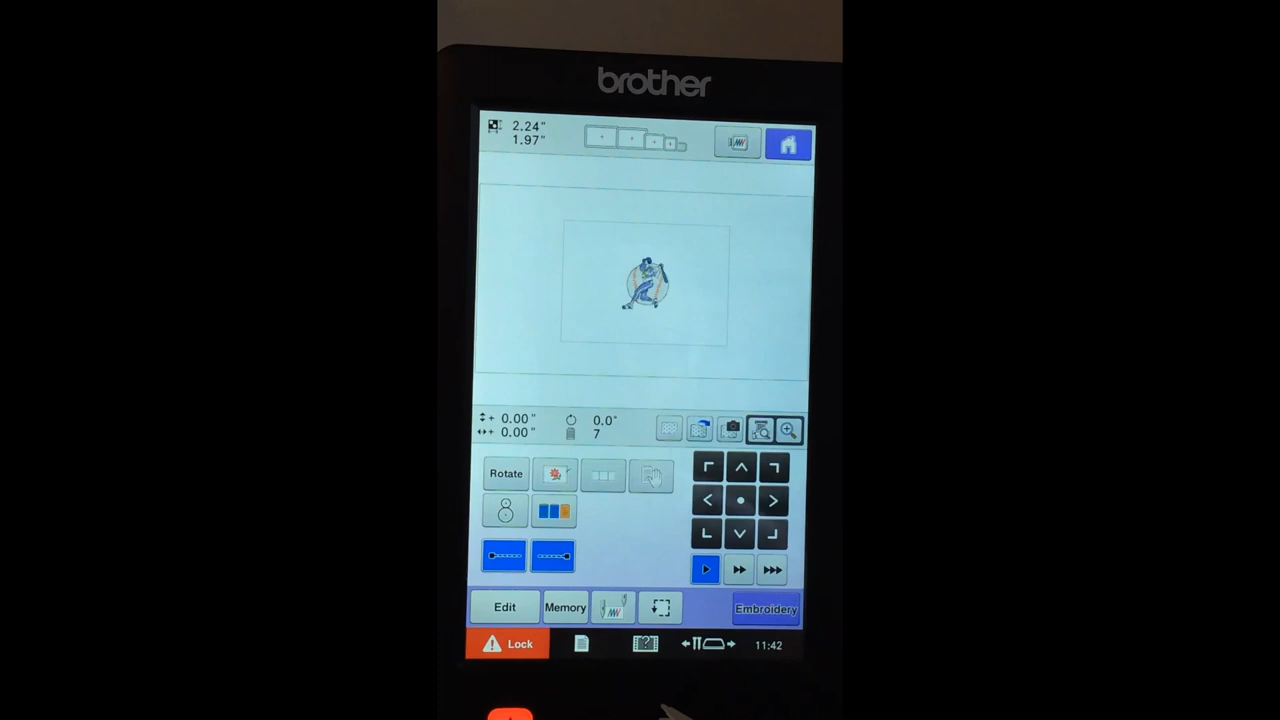 brother
2.24"
1.97"
+ 0.00"
0.0°
+ 0.00"
7
Rotate
Edit
Memory
Embroidery
Lock
?
11:42